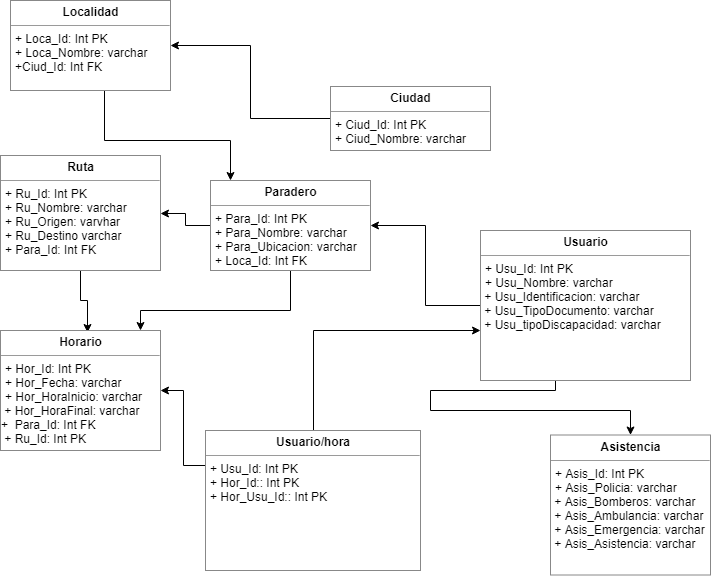 Localidad
+ Loca_Id: Int PK
+ Loca_Nombre: varchar
+Ciud_Id: Int FK
Ciudad
+ Ciud_Id: Int PK
+ Ciud_Nombre: varchar
Ruta
+ Ru_Id: Int PK
+ Ru_Nombre: varchar
+ Ru_Origen: varvhar
+ Ru_Destino varchar
+ Para_Id: Int FK
Paradero
+ Para_Id: Int PK
+ Para_Nombre: varchar
+ Para_Ubicacion: varchar
+ Loca_Id: Int FK
Usuario
+ Usu_Id: Int PK
+ Usu_Nombre: varchar
+ Usu_Identificacion: varchar
+ Usu_TipoDocumento: varchar
+ Usu_tipoDiscapacidad: varchar
Horario
+ Hor_Id: Int PK
+ Hor_Fecha: varchar
+ Hor_HoraInicio: varchar
+ Hor_HoraFinal: varchar
+ Para_Id: Int FK
+ Ru_Id: Int PK
Usuario/hora
+ Usu_Id: Int PK
+ Hor_Id:: Int PK
+ Hor_Usu_Id:: Int PK
Asistencia
+ Asis_Id: Int PK
+ Asis_Policia: varchar
+ Asis_Bomberos: varchar
+ Asis_Ambulancia: varchar
+ Asis_Emergencia: varchar
+ Asis_Asistencia: varchar